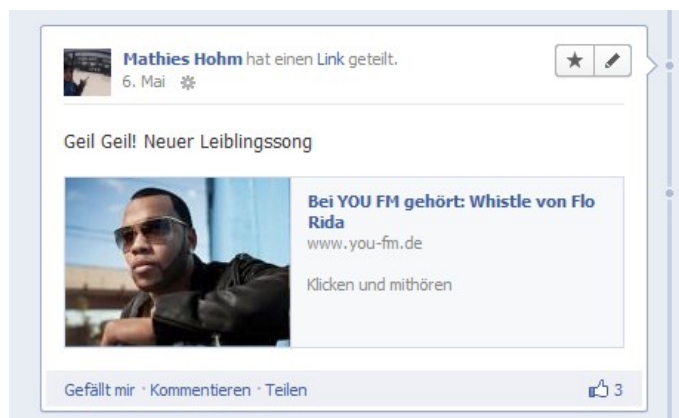 Mathies Hohm hat einen Link geteilt.
6. Mai
Geil Geil! Neuer Leiblingssong
Bei YOU FM gehört: Whistle von Flo
Rida
www.you-fm.de
Klicken und mithören
Gefällt mir · Kommentieren · Teilen
3